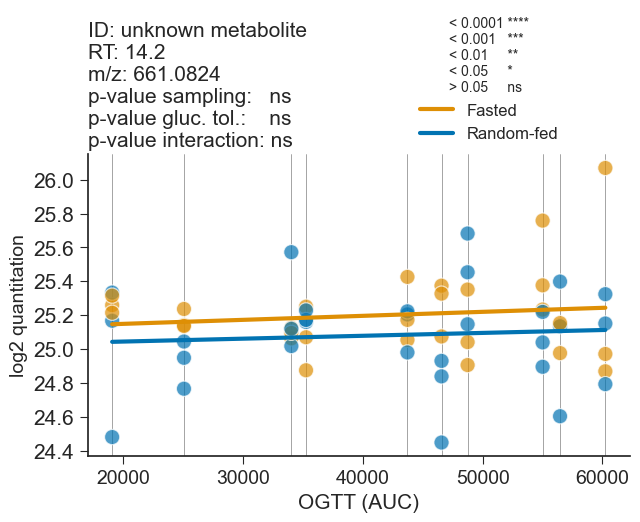 ID: unknown metabolite
RT: 14.2
m/z: 661.0824
p-value sampling: ns
p-value gluc. tol.: ns
p-value interaction: ns
< 0.0001 ****
< 0.001 ***
< 0.01 **
< 0.05 *
> 0.05 ns
Fasted
Random-fed
log2 quantitation
26.0
25.8
25.6
25.4
25.2
25.0
24.8
24.6
24.4
20000 30000 40000 50000 60000
OGTT (AUC)